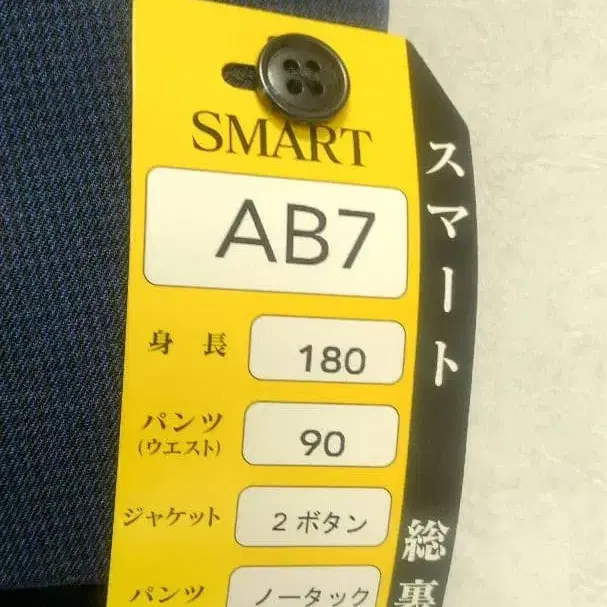 SMART
AB7
身長 180
パンツ 90
(ウエスト)
ジャケット 2ボタン
パンツ ノータック
スマート
総裏